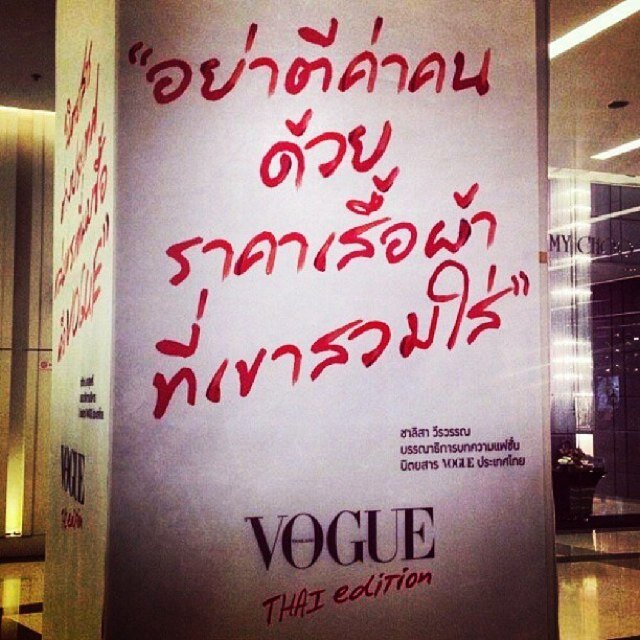 “อย่าตีค่าคน
ด้วย
ราคาเสื้อผ้า
ที่เขาสวมใส่”
ชาลิสา วีรวรรณ
บรรณาธิการบทความแฟชั่น
นิตยสาร VOGUE ประเทศไทย
VOGUE
THAI edition
VOGUE
edition
MY